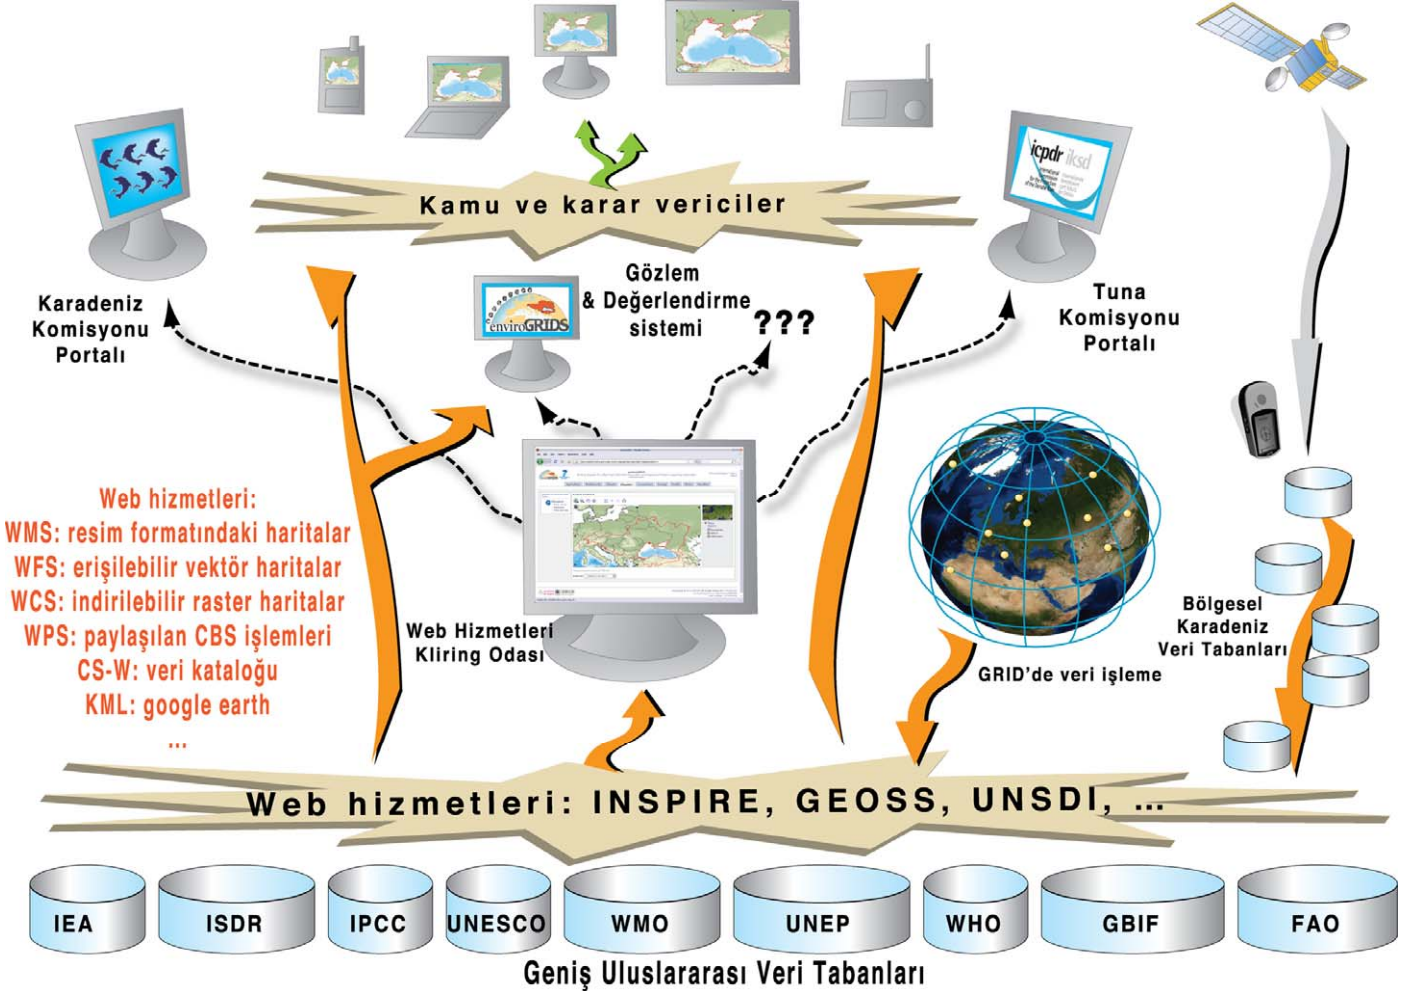 icpdr iksd
Kamu ve karar vericiler
Karadeniz
Komisyonu
Portalı
enviroGRIDS
Gözlem
& Değerlendirme
sistemi
???
Tuna
Komisyonu
Portalı
Web hizmetleri:
WMS: resim formatındaki haritalar
WFS: erişilebilir vektör haritalar
WCS: indirilebilir raster haritalar
WPS: paylaşılan CBS işlemleri
CS-W: veri kataloğu
KML: google earth
...
Web Hizmetleri
Kliring Odası
GRID'de veri işleme
Bölgesel
Karadeniz
Veri Tabanları
Web hizmetleri: INSPIRE, GEOSS, UNSDI, ...
IEA
ISDR
IPCC
UNESCO
WMO
UNEP
WHO
GBIF
FAO
Geniş Uluslararası Veri Tabanları